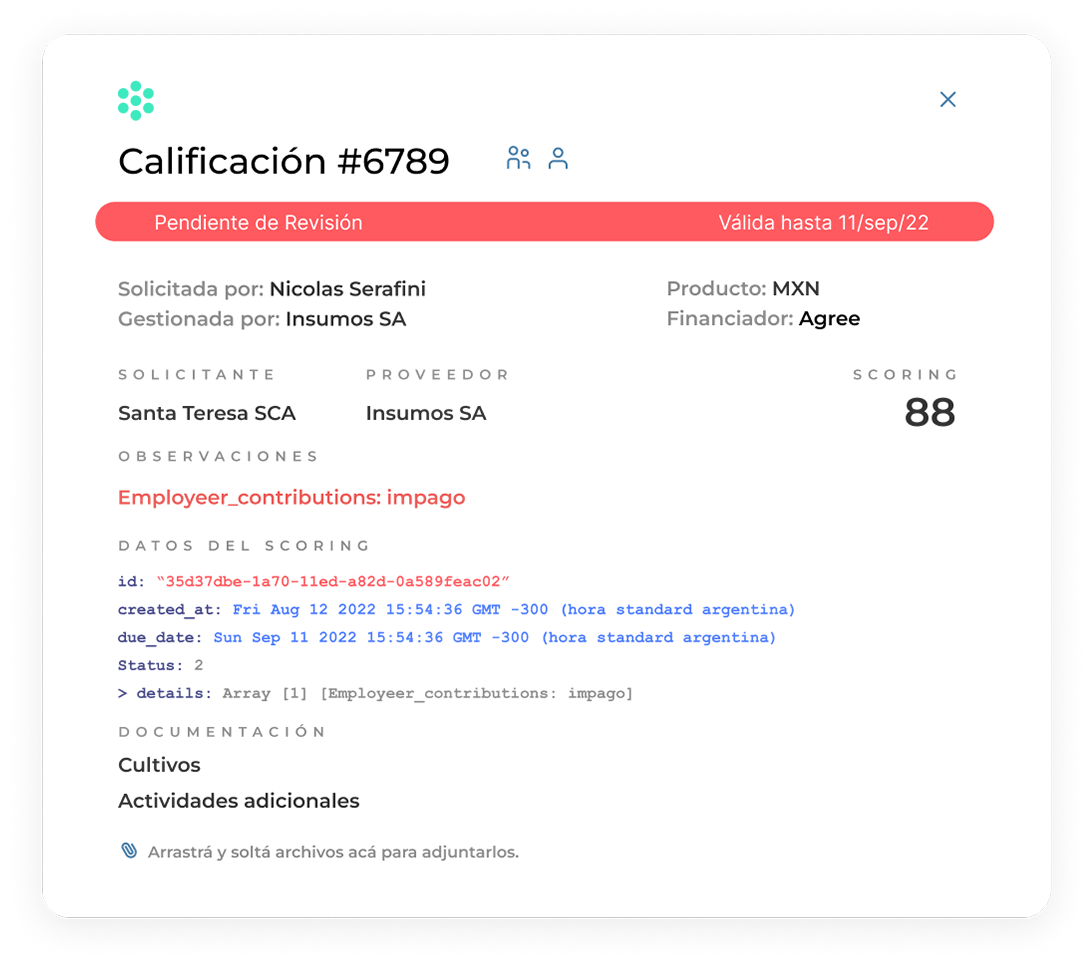 Calificación #6789
Pendiente de Revisión
Válida hasta 11/sep/22
Solicitada por: Nicolas Serafini
Producto: MXN
Gestionada por: Insumos SA
Financiador: Agree
SOLICITANTE
PROVEEDOR
SCORING
Santa Teresa SCA
Insumos SA
88
OBSERVACIONES
Employeer_contributions: impago
DATOS DEL SCORING
id: “35d37dbe-1a70-11ed-a82d-0a589feac02”
created_at: Fri Aug 12 2022 15:54:36 GMT -300 (hora standard argentina)
due_date: Sun Sep 11 2022 15:54:36 GMT -300 (hora standard argentina)
Status: 2
> details: Array [1] [Employeer_contributions: impago]
DOCUMENTACIÓN
Cultivos
Actividades adicionales
Arrastrá y soltá archivos acá para adjuntarlos.